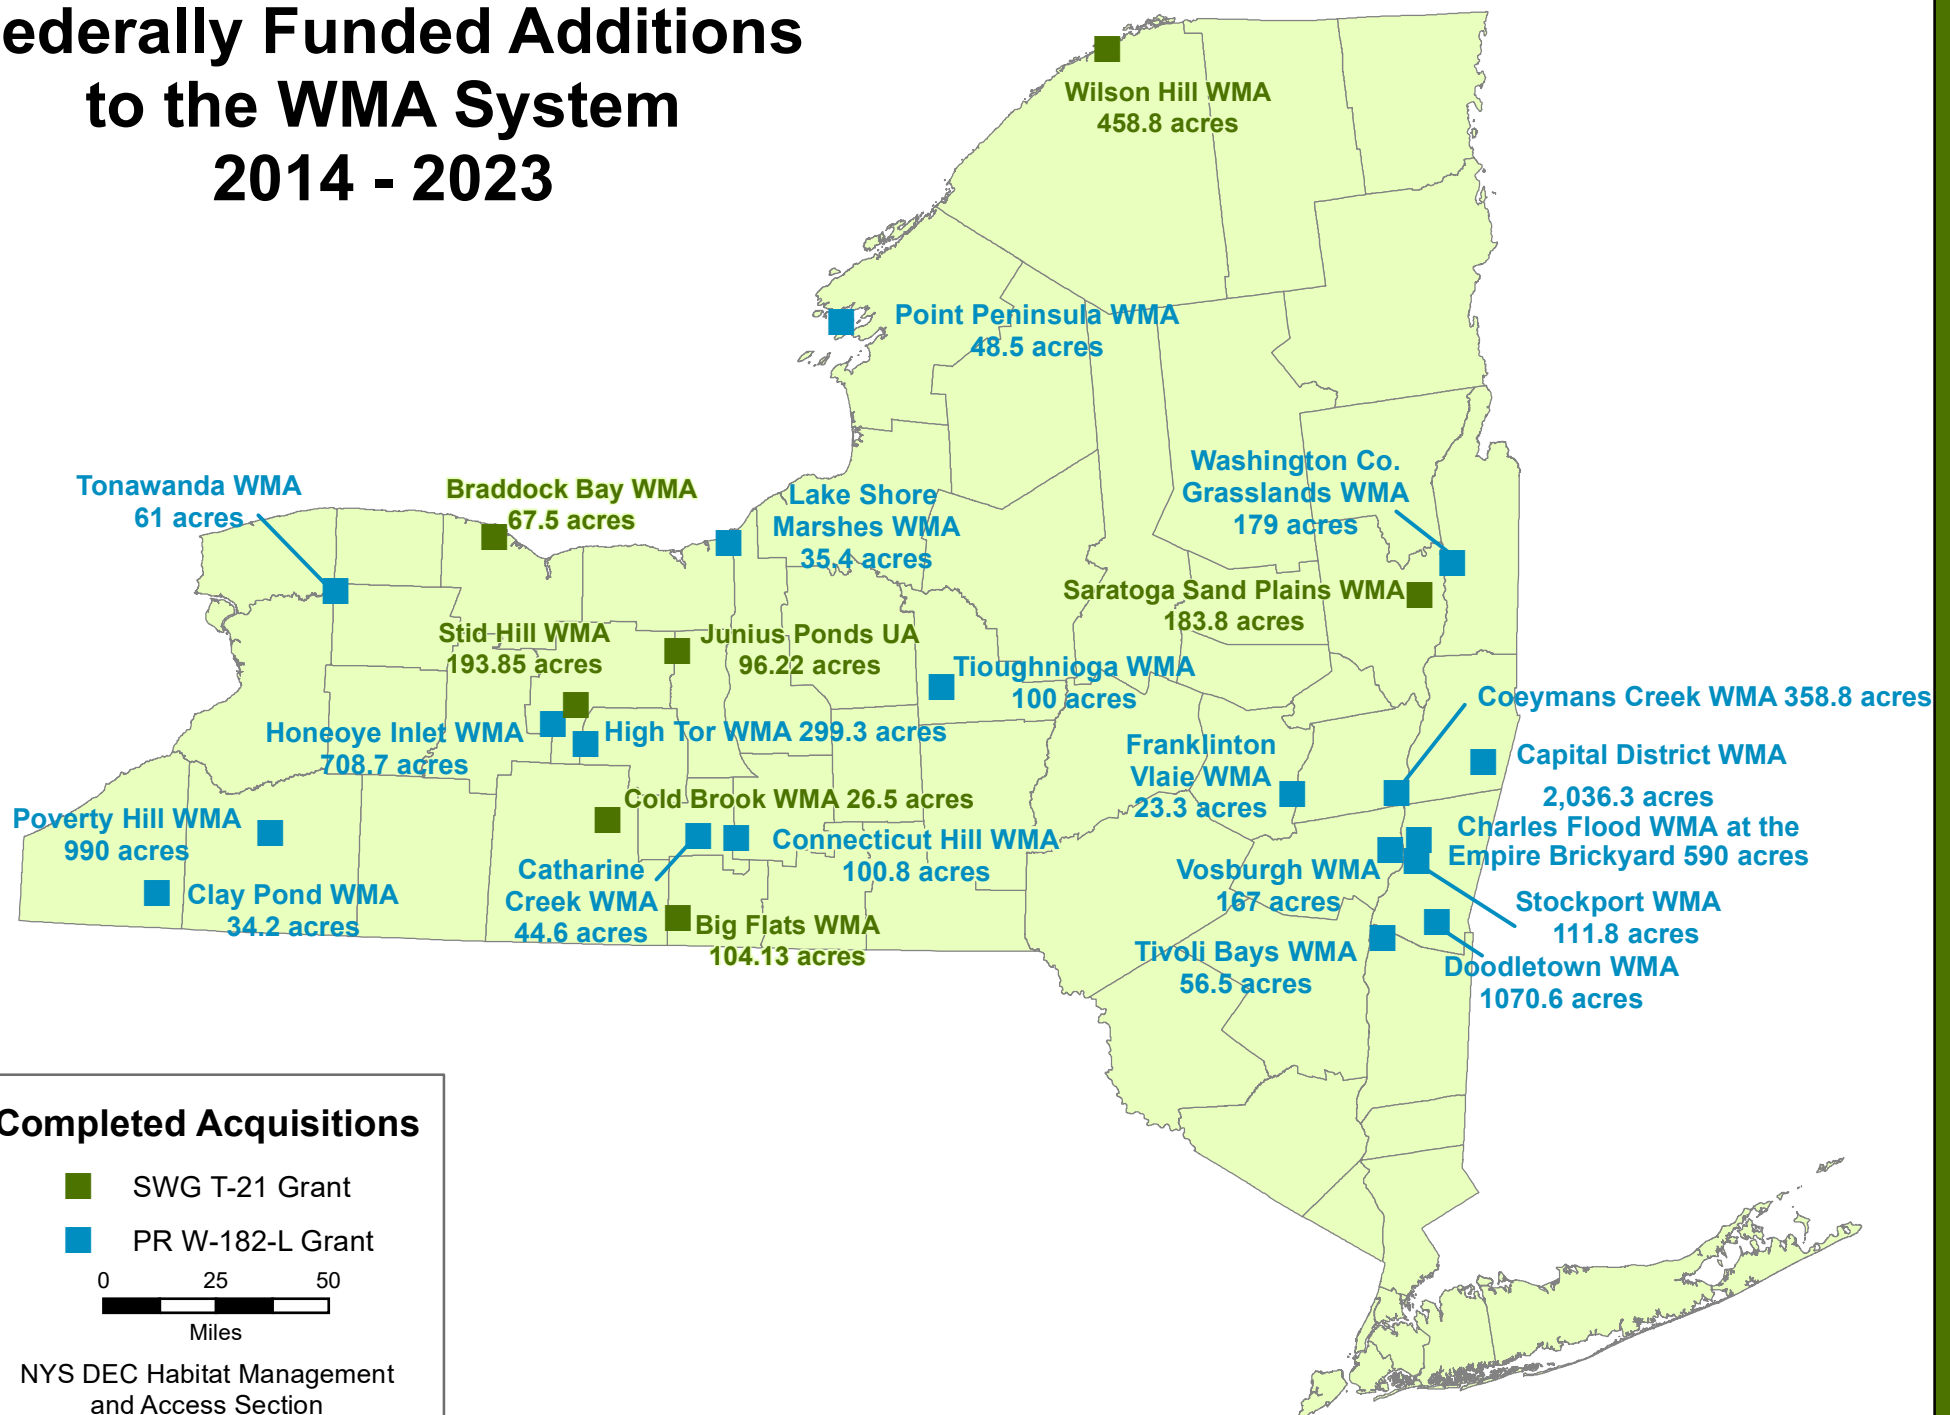 ederally Funded Additions
to the WMA System
2014 - 2023
Wilson Hill WMA
458.8 acres
Point Peninsula WMA
48.5 acres
Washington Co.
Grasslands WMA
179 acres
Tonawanda WMA
61 acres
Braddock Bay WMA
67.5 acres
Lake Shore
Marshes WMA
35.4 acres
Saratoga Sand Plains WMA
183.8 acres
Stid Hill WMA
193.85 acres
Junius Ponds UA
96.22 acres
Tioughnioga WMA
100 acres
Coeymans Creek WMA 358.8 acres
Honeoye Inlet WMA
708.7 acres
High Tor WMA 299.3 acres
Franklinton
Vlaie WMA
23.3 acres
Capital District WMA
2,036.3 acres
Poverty Hill WMA
990 acres
Cold Brook WMA 26.5 acres
Charles Flood WMA at the
Empire Brickyard 590 acres
Connecticut Hill WMA
100.8 acres
Catharine
Creek WMA
44.6 acres
Vosburgh WMA
167 acres
Clay Pond WMA
34.2 acres
Stockport WMA
111.8 acres
Big Flats WMA
104.13 acres
Tivoli Bays WMA
56.5 acres
Doodletown WMA
1070.6 acres
Completed Acquisitions
SWG T-21 Grant
PR W-182-L Grant
0 25 50
Miles
NYS DEC Habitat Management
and Access Section